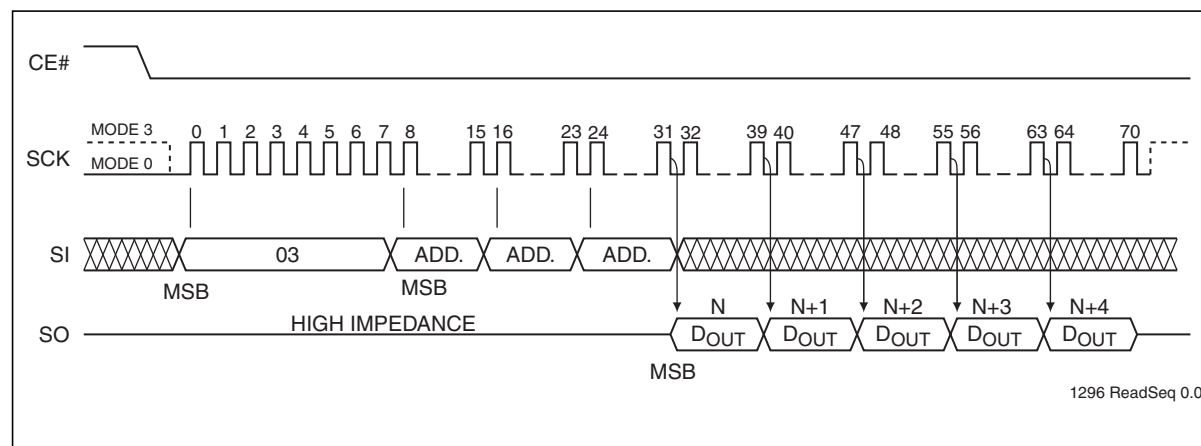 CE#
MODE 3
0 1 2 3 4 5 6 7 8 15 16 23 24 31 32 39 40 47 48 55 56 63 64 70
SCK
MODE 0
SI
03 ADD. ADD. ADD.
MSB MSB
N N+1 N+2 N+3 N+4
HIGH IMPEDANCE
SO
DOUT DOUT DOUT DOUT DOUT
MSB
1296 ReadSeq 0.0